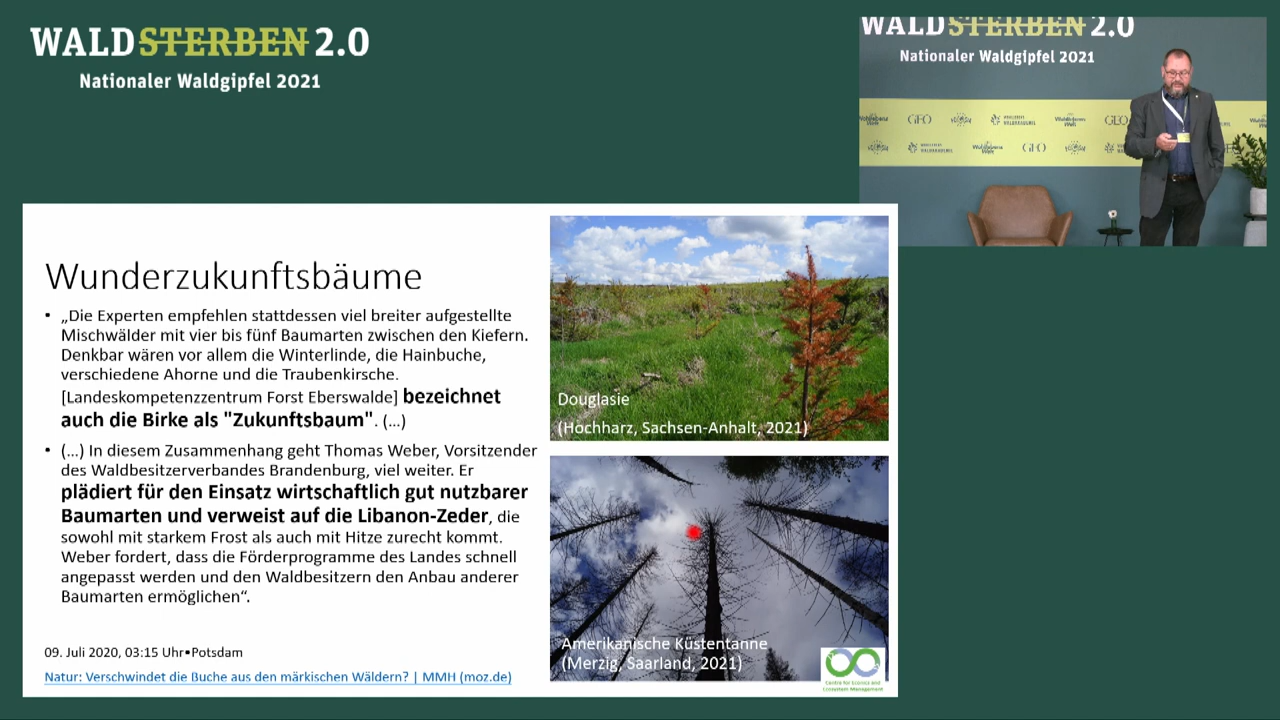 WALDSTERBEN 2.0
Nationaler Waldgipfel 2021
WALDSTERBEN 2.0
Nationaler Waldgipfel 2021
GEO
GEO
GEO
Wunderzukunftsbäume
• „Die Experten empfehlen stattdessen viel breiter aufgestellte
Mischwälder mit vier bis fünf Baumarten zwischen den Kiefern.
Denkbar wären vor allem die Winterlinde, die Hainbuche,
verschiedene Ahorne und die Traubenkirsche.
[Landeskompetenzzentrum Forst Eberswalde] bezeichnet
auch die Birke als "Zukunftsbaum". (...)
• (...) In diesem Zusammenhang geht Thomas Weber, Vorsitzender
des Waldbesitzerverbandes Brandenburg, viel weiter. Er
plädiert für den Einsatz wirtschaftlich gut nutzbarer
Baumarten und verweist auf die Libanon-Zeder, die
sowohl mit starkem Frost als auch mit Hitze zurecht kommt.
Weber fordert, dass die Förderprogramme des Landes schnell
angepasst werden und den Waldbesitzern den Anbau anderer
Baumarten ermöglichen“.
09. Juli 2020, 03:15 Uhr▪Potsdam
Natur: Verschwindet die Buche aus den märkischen Wäldern? | MMH (moz.de)
Douglasie
(Hochharz, Sachsen-Anhalt, 2021)
Amerikanische Küstentanne
(Merzig, Saarland, 2021)
Centre for Econics and
Ecosystem Management